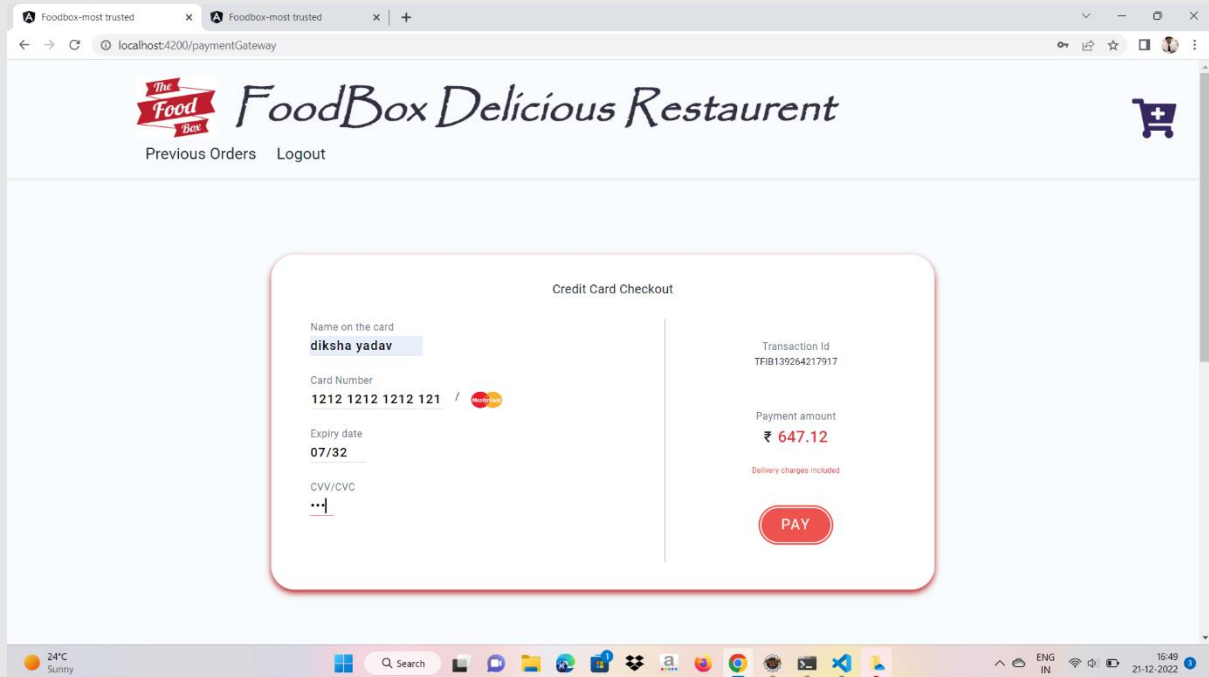 Foodbox-most trusted
Foodbox-most trusted
localhost:4200/paymentGateway
The
Food
Box
FoodBox Delicious Restaurent
Previous Orders Logout
Credit Card Checkout
Name on the card
diksha yadav
Card Number
1212 1212 1212 121 /
MasterCard
Expiry date
07/32
CVV/CVC
•••
Transaction Id
TFIB139264217917
Payment amount
₹ 647.12
Delivery charges included
PAY
24°C
Sunny
Search
ENG
IN
16:49
21-12-2022
3